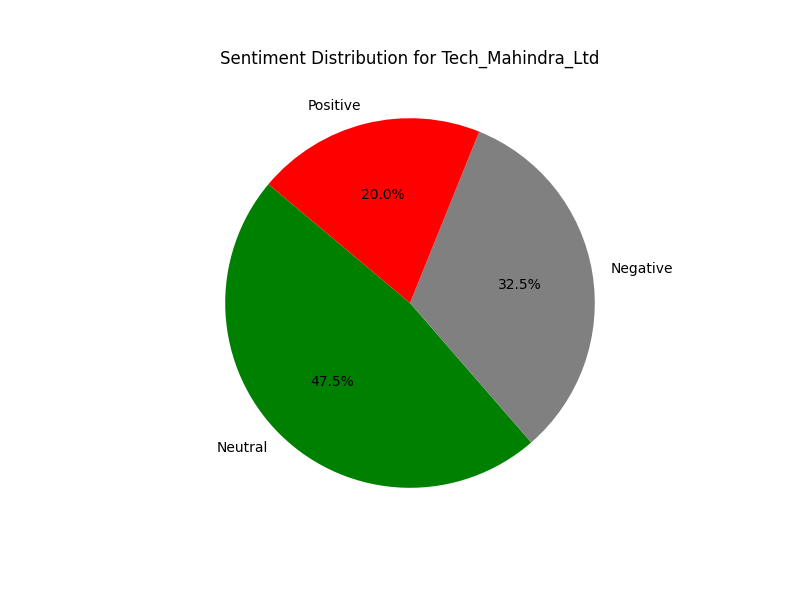 Sentiment Distribution for Tech_Mahindra_Ltd
Positive
20.0%
Negative
32.5%
47.5%
Neutral